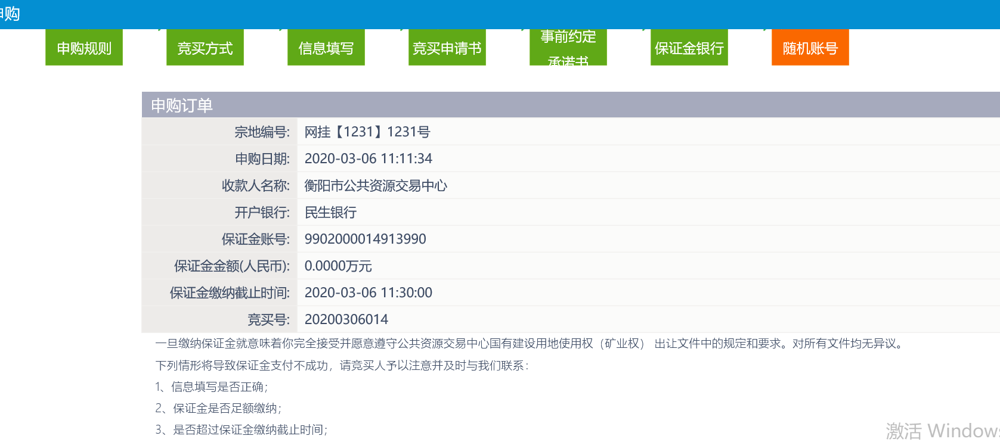 申购
申购规则
竞买方式
信息填写
竞买申请书
事前约定
承诺书
保证金银行
随机账号
申购订单
宗地编号: 网挂【1231】1231号
申购日期: 2020-03-06 11:11:34
收款人名称: 衡阳市公共资源交易中心
开户银行: 民生银行
保证金账号: 9902000014913990
保证金金额(人民币): 0.0000万元
保证金缴纳截止时间: 2020-03-06 11:30:00
竞买号: 20200306014
一旦缴纳保证金就意味着你完全接受并愿意遵守公共资源交易中心国有建设用地使用权（矿业权） 出让文件中的规定和要求。对所有文件均无异议。
下列情形将导致保证金支付不成功，请竞买人予以注意并及时与我们联系：
1、信息填写是否正确；
2、保证金是否足额缴纳；
3、是否超过保证金缴纳截止时间；
激活 Windows